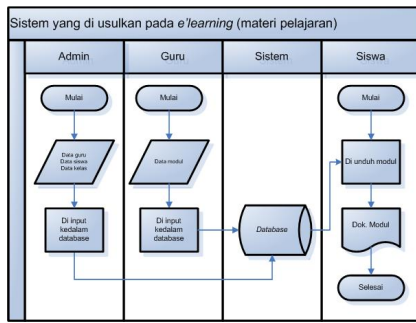 Sistem yang di usulkan pada e'learning (materi pelajaran)
Admin
Guru
Sistem
Siswa
Mulai
Mulai
Mulai
Data guru
Data siswa
Data kelas
Data modul
Di unduh modul
Di input
kedalam
database
Di input
kedalam
database
Database
Dok. Modul
Selesai